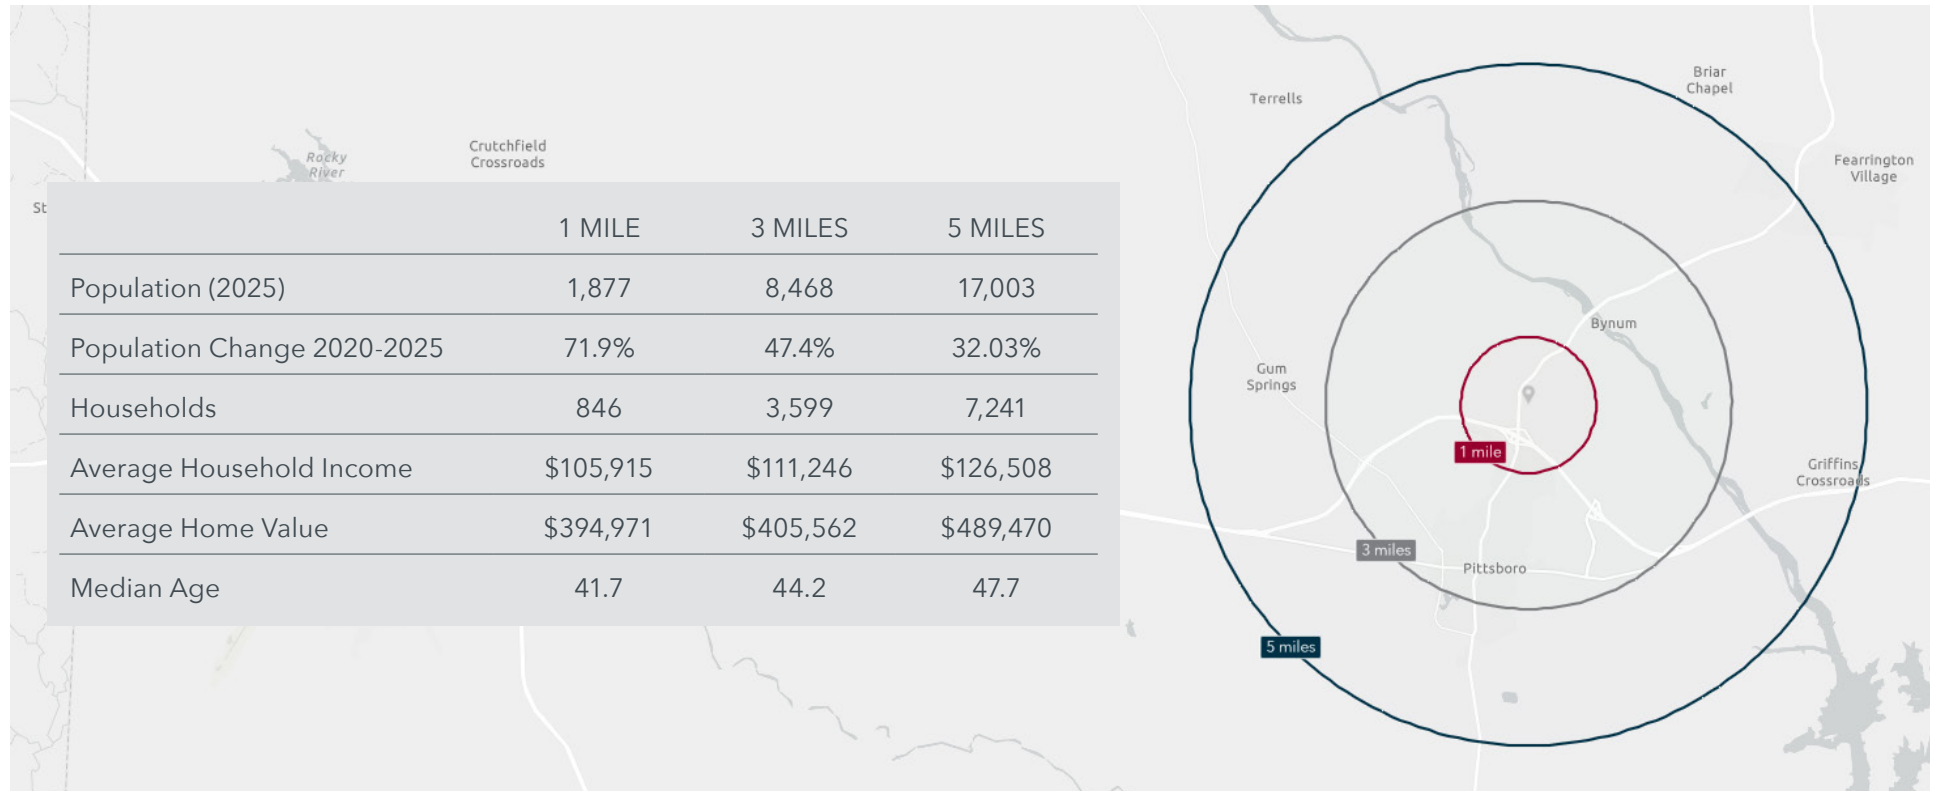 Terrells
Briar
Chapel
Rocky
River
Crutchfield
Crossroads
Fearrington
Village
St
1 MILE 3 MILES 5 MILES
Population (2025) 1,877 8,468 17,003
Population Change 2020-2025 71.9% 47.4% 32.03%
Households 846 3,599 7,241
Average Household Income $105,915 $111,246 $126,508
Average Home Value $394,971 $405,562 $489,470
Median Age 41.7 44.2 47.7
Bynum
Gum
Springs
1 mile
Griffins
Crossroads
3 miles
Pittsboro
5 miles